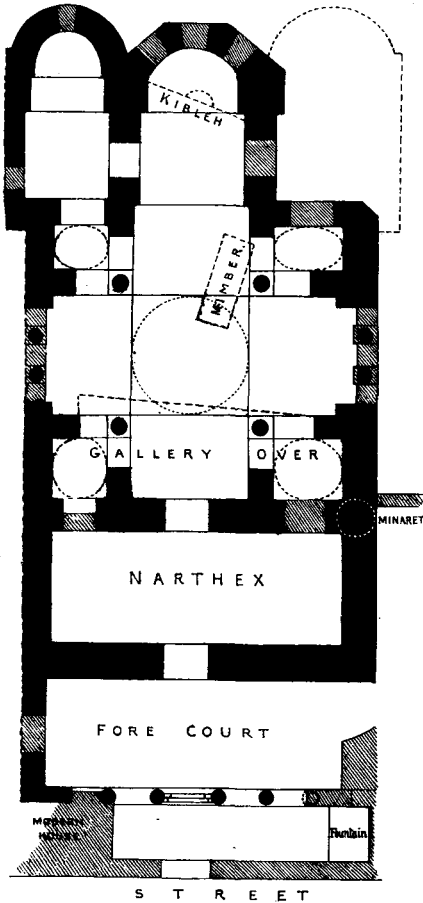 KIBLEH
MIMBER
GALLERY OVER
MINARET
NARTHEX
FORE COURT
MODERN
HOUSE
Fountain
STREET